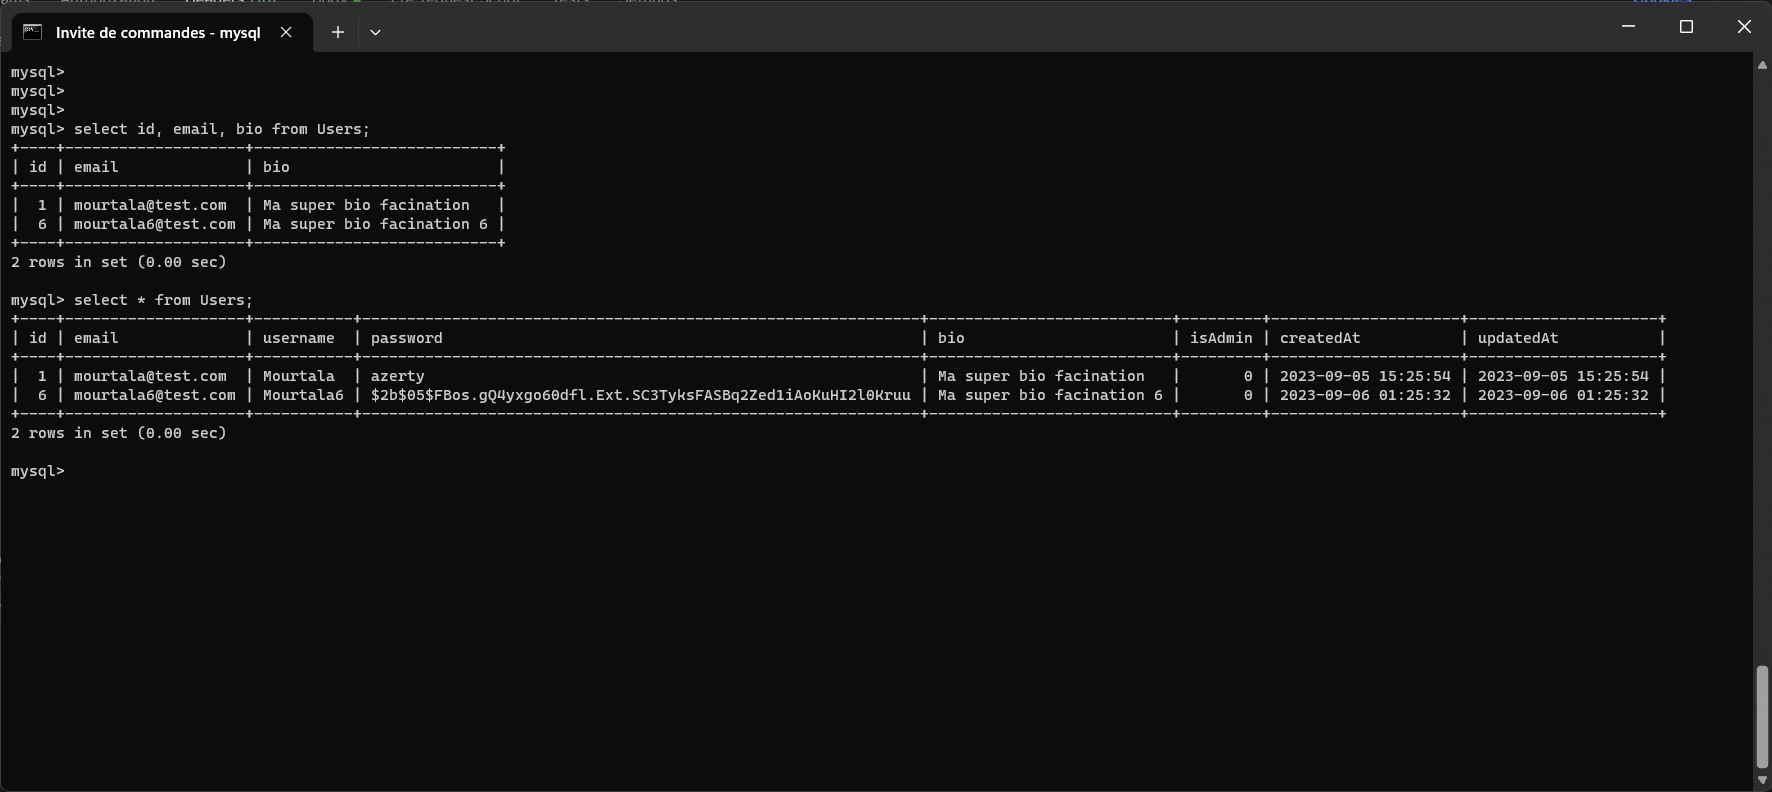 Invite de commandes - mysql
mysql>
mysql>
mysql>
mysql> select id, email, bio from Users;
+----+--------------------+---------------------------+
| id | email              | bio                       |
+----+--------------------+---------------------------+
|  1 | mourtala@test.com  | Ma super bio facination   |
|  6 | mourtala6@test.com | Ma super bio facination 6 |
+----+--------------------+---------------------------+
2 rows in set (0.00 sec)
mysql> select * from Users;
+----+--------------------+-----------+--------------------------------------------------------------+---------------------------+---------+---------------------+---------------------+
| id | email              | username  | password                                                     | bio                       | isAdmin | createdAt           | updatedAt           |
+----+--------------------+-----------+--------------------------------------------------------------+---------------------------+---------+---------------------+---------------------+
|  1 | mourtala@test.com  | Mourtala  | azerty                                                       | Ma super bio facination   |       0 | 2023-09-05 15:25:54 | 2023-09-05 15:25:54 |
|  6 | mourtala6@test.com | Mourtala6 | $2b$05$FBos.gQ4yxgo60dfl.Ext.SC3TyksFASBq2Zed1iAoKuHI2l0Kruu | Ma super bio facination 6 |       0 | 2023-09-06 01:25:32 | 2023-09-06 01:25:32 |
+----+--------------------+-----------+--------------------------------------------------------------+---------------------------+---------+---------------------+---------------------+
2 rows in set (0.00 sec)
mysql>